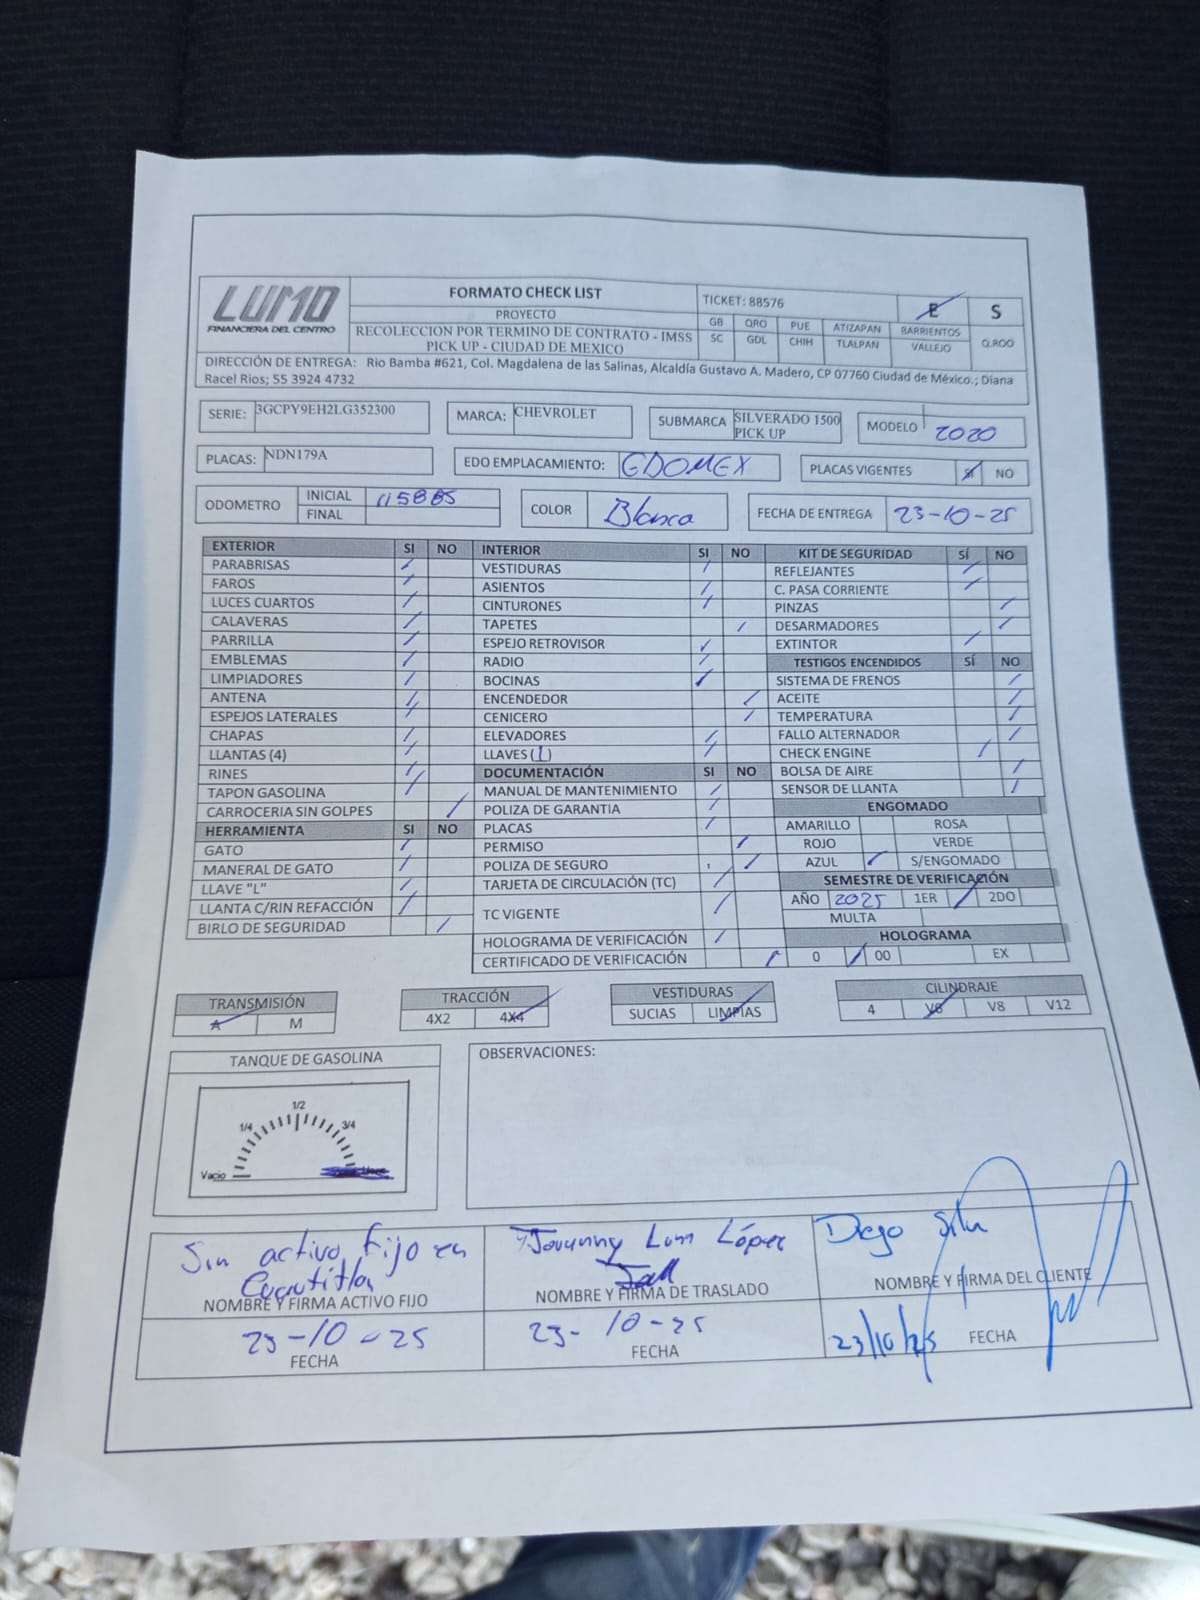 LUMO
FINANCIERA DEL CENTRO
FORMATO CHECK LIST
PROYECTO
RECOLECCION POR TERMINO DE CONTRATO - IMSS
PICK UP - CIUDAD DE MEXICO
TICKET: 88576 E S
GB QRO PUE ATIZAPAN BARRIENTOS Q.ROO
SC GDL CHIH TLALPAN VALLEJO
DIRECCIÓN DE ENTREGA: Rio Bamba #621, Col. Magdalena de las Salinas, Alcaldía Gustavo A. Madero, CP 07760 Ciudad de México.; Diana
Racel Rios; 55 3924 4732
SERIE: 3GCPY9EH2LG352300 MARCA: CHEVROLET SUBMARCA SILVERADO 1500 PICK UP MODELO 2020
PLACAS: NDN179A EDO EMPLACAMIENTO: EDOMEX PLACAS VIGENTES SI NO
ODOMETRO INICIAL 115885 COLOR Blanca FECHA DE ENTREGA 23-10-25
FINAL
EXTERIOR SI NO
PARABRISAS
FAROS
LUCES CUARTOS
CALAVERAS
PARRILLA
EMBLEMAS
LIMPIADORES
ANTENA
ESPEJOS LATERALES
CHAPAS
LLANTAS (4)
RINES
TAPON GASOLINA
CARROCERIA SIN GOLPES
HERRAMIENTA SI NO
GATO
MANERAL DE GATO
LLAVE "L"
LLANTA C/RIN REFACCIÓN
BIRLO DE SEGURIDAD
INTERIOR SI NO
VESTIDURAS
ASIENTOS
CINTURONES
TAPETES
ESPEJO RETROVISOR
RADIO
BOCINAS
ENCENDEDOR
CENICERO
ELEVADORES
LLAVES (1)
DOCUMENTACIÓN SI NO
MANUAL DE MANTENIMIENTO
POLIZA DE GARANTIA
PLACAS
PERMISO
POLIZA DE SEGURO
TARJETA DE CIRCULACIÓN (TC)
TC VIGENTE
HOLOGRAMA DE VERIFICACIÓN
CERTIFICADO DE VERIFICACIÓN
KIT DE SEGURIDAD SÍ NO
REFLEJANTES
C. PASA CORRIENTE
PINZAS
DESARMADORES
EXTINTOR
TESTIGOS ENCENDIDOS SÍ NO
SISTEMA DE FRENOS
ACEITE
TEMPERATURA
FALLO ALTERNADOR
CHECK ENGINE
BOLSA DE AIRE
SENSOR DE LLANTA
ENGOMADO
AMARILLO ROSA
ROJO VERDE
AZUL S/ENGOMADO
SEMESTRE DE VERIFICACIÓN
AÑO 2025 1ER 2DO
MULTA
HOLOGRAMA
0 00 EX
TRANSMISIÓN
A M
TRACCIÓN
4X2 4X4
VESTIDURAS
SUCIAS LIMPIAS
CILINDRAJE
4 V6 V8 V12
TANQUE DE GASOLINA
1/2
1/4 3/4
Vacio
OBSERVACIONES:
Sin activo fijo en
Cuautitlan
NOMBRE Y FIRMA ACTIVO FIJO
23-10-25
FECHA
Jovanny Luna López
NOMBRE Y FIRMA DE TRASLADO
23-10-25
FECHA
Diego Silva
NOMBRE Y FIRMA DEL CLIENTE
23/10/25 FECHA